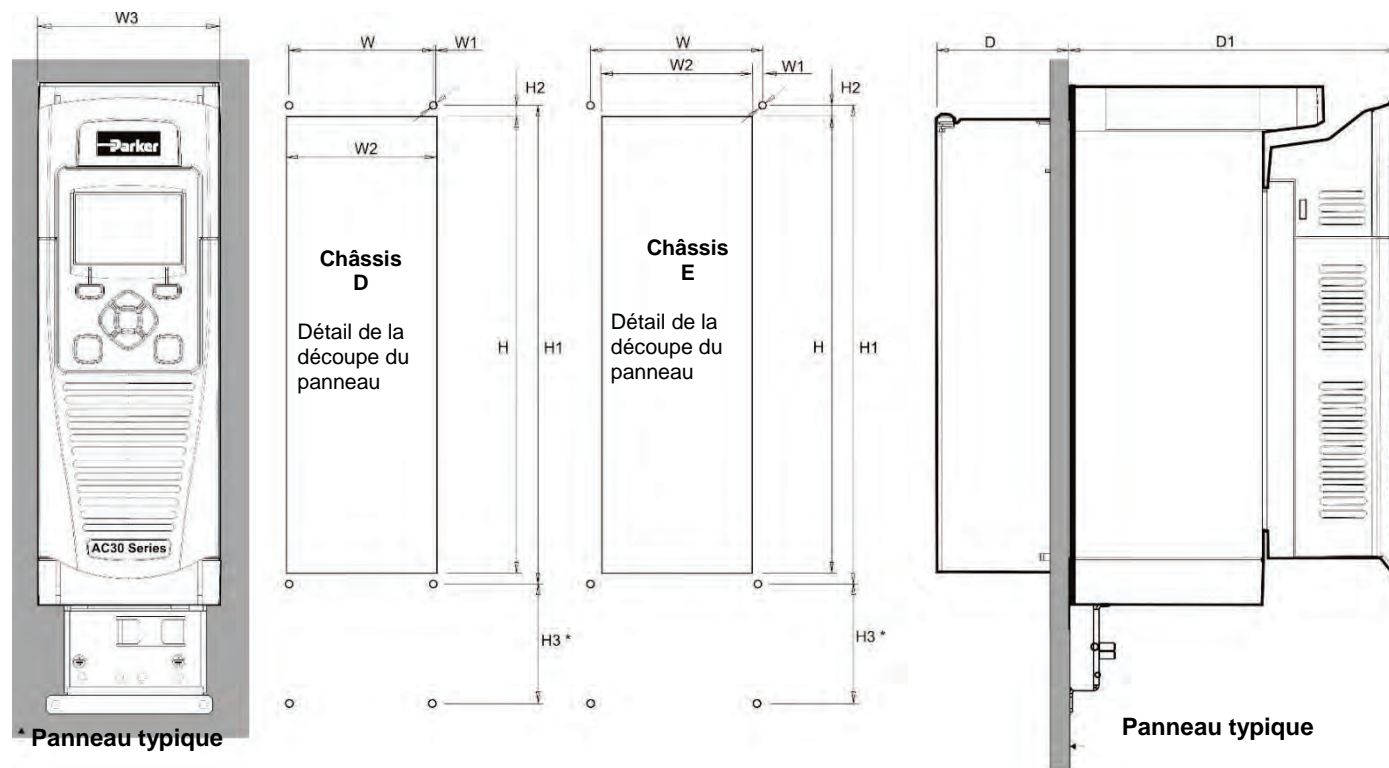 W3
W
W1
H2
W2
Châssis
D
Détail de la
découpe du
panneau
H
H1
H3 *
W
W2
W1
H2
Châssis
E
Détail de la
découpe du
panneau
H
H1
H3 *
D
D1
Parker
AC30 Series
Panneau typique
Panneau typique